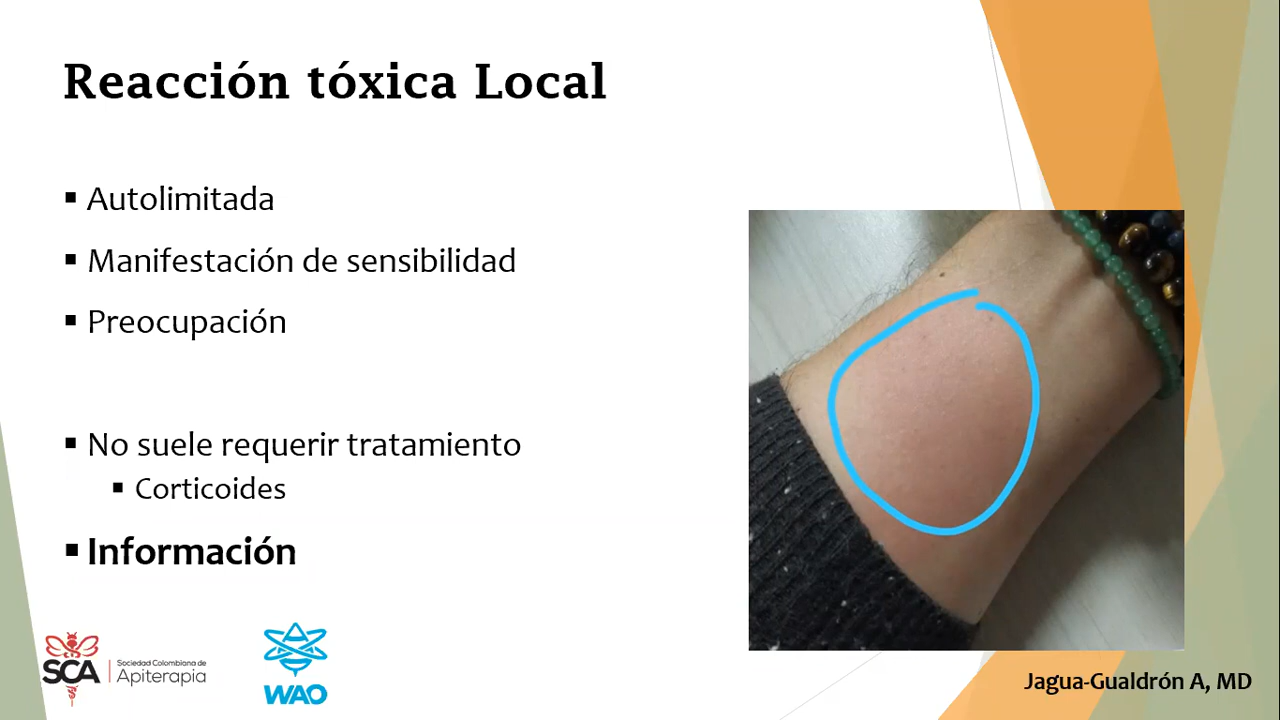 Reacción tóxica Local
Autolimitada
Manifestación de sensibilidad
Preocupación
No suele requerir tratamiento
Corticoides
Información
SCA
Sociedad Colombiana de
Apiterapia
WAO
Jagua-Gualdrón A, MD